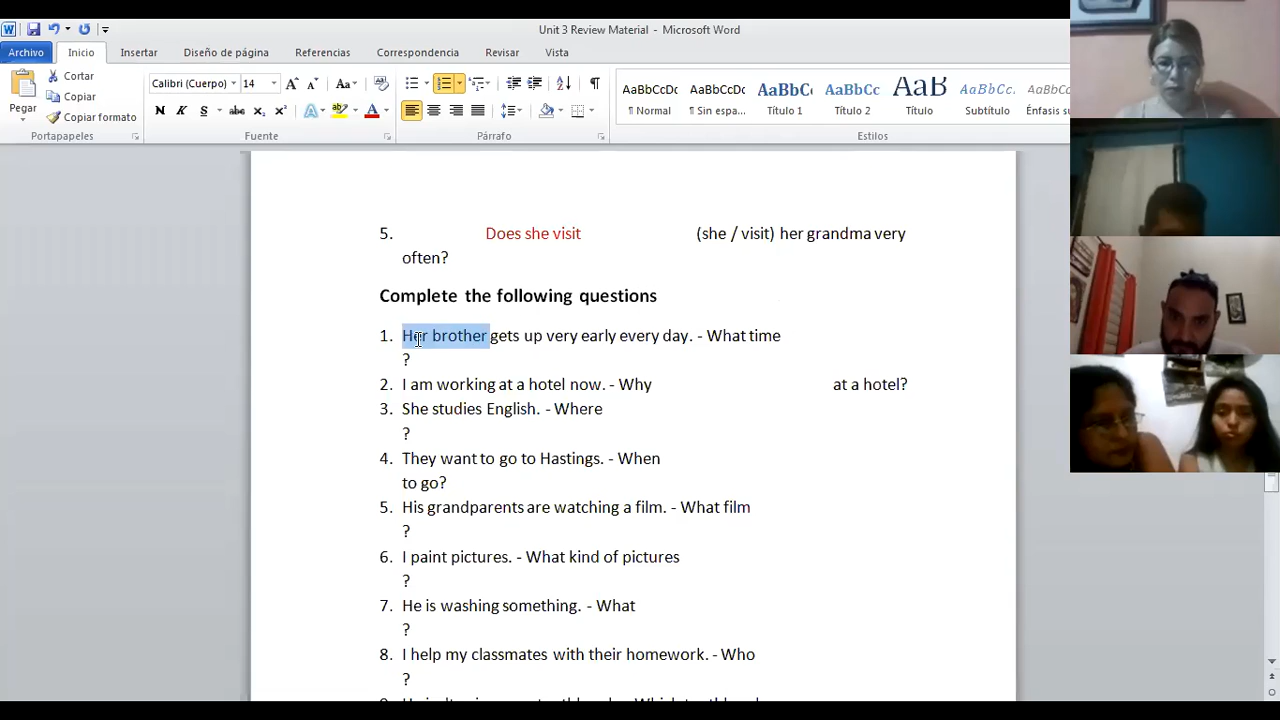 Unit 3 Review Material - Microsoft Word
Archivo Inicio Insertar Diseño de página Referencias Correspondencia Revisar Vista
Pegar
Cortar
Copiar
Copiar formato
Portapapeles
Calibri (Cuerpo) 14
Fuente
Párrafo
AaBbCcDc AaBbCcDc AaBbC AaBbCc AaB AaBbCc. AaBbCcD
¶ Normal ¶ Sin espa... Título 1 Título 2 Título Subtítulo Énfasis su
Estilos
5. Does she visit (she / visit) her grandma very
often?
Complete the following questions
1. Her brother gets up very early every day. - What time
?
2. I am working at a hotel now. - Why at a hotel?
3. She studies English. - Where
?
4. They want to go to Hastings. - When
to go?
5. His grandparents are watching a film. - What film
?
6. I paint pictures. - What kind of pictures
?
7. He is washing something. - What
?
8. I help my classmates with their homework. - Who
?